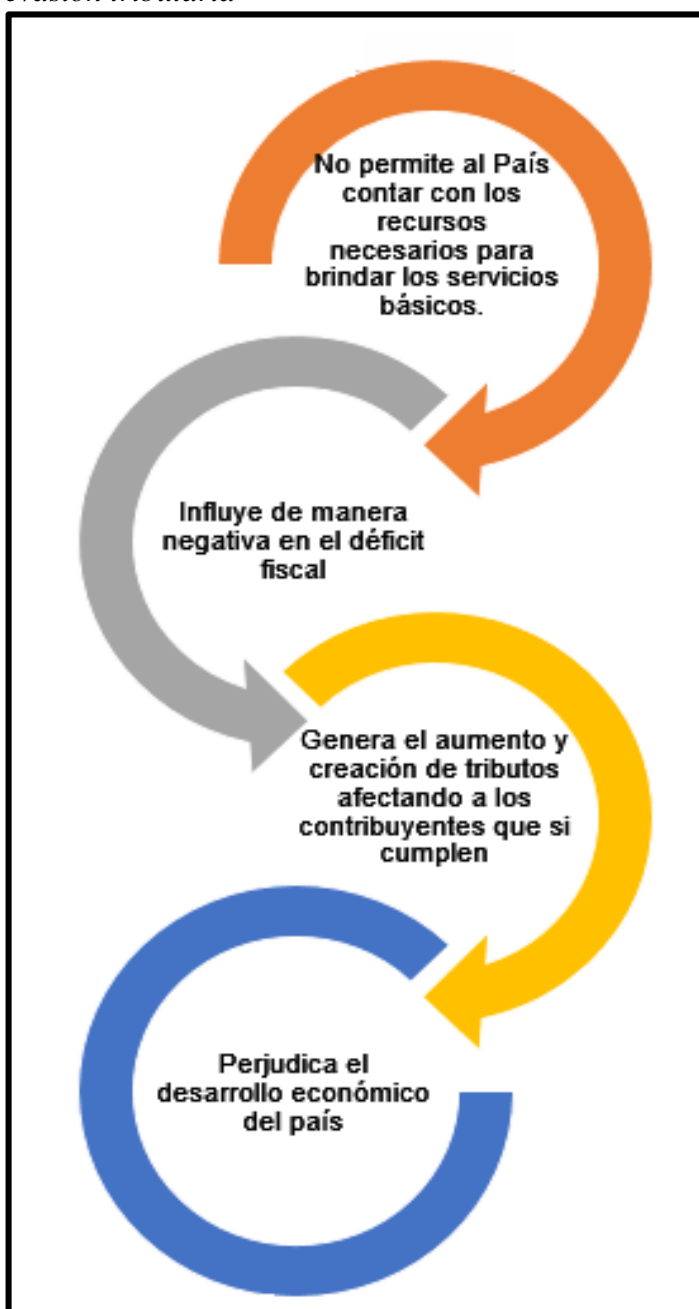 evasión tributaria
No permite al País
contar con los
recursos
necesarios para
brindar los servicios
básicos.
Influye de manera
negativa en el déficit
fiscal
Genera el aumento y
creación de tributos
afectando a los
contribuyentes que si
cumplen
Perjudica el
desarrollo económico
del país